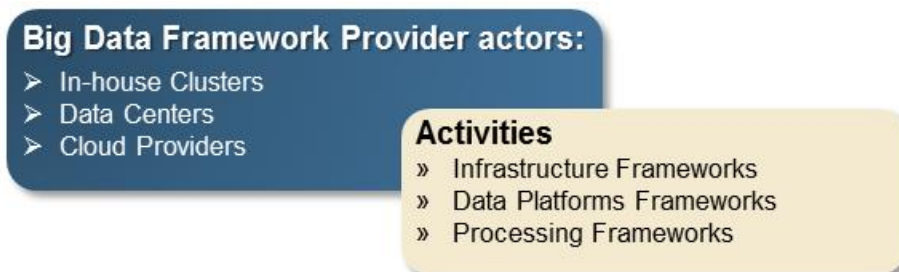 Big Data Framework Provider actors:
➢ In-house Clusters
➢ Data Centers
➢ Cloud Providers
Activities
» Infrastructure Frameworks
» Data Platforms Frameworks
» Processing Frameworks